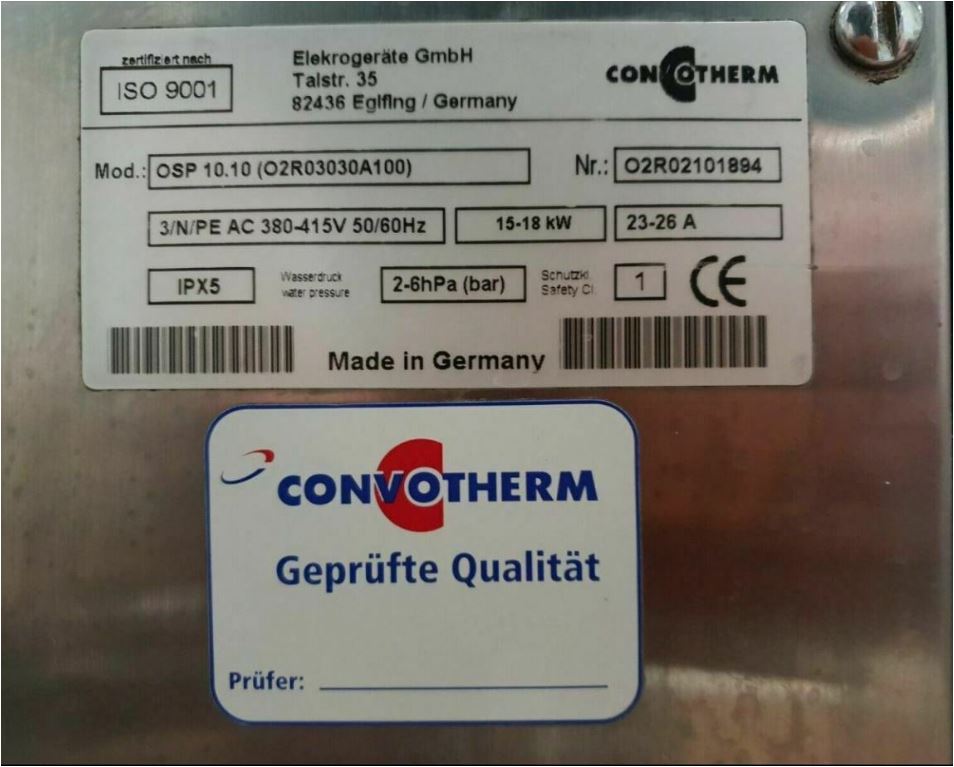 zertifiziert nach
ISO 9001
Elekrogeräte GmbH
Talstr. 35
82436 Eglfing / Germany
CONVOTHERM
Mod.: OSP 10.10 (O2R03030A100)
Nr.: O2R02101894
3/N/PE AC 380-415V 50/60Hz
15-18 kW
23-26 A
IPX5
Wasserdruck
water pressure
2-6hPa (bar)
Schutzkl.
Safety Cl.
1
CE
Made in Germany
CONVOTHERM
Geprüfte Qualität
Prüfer: